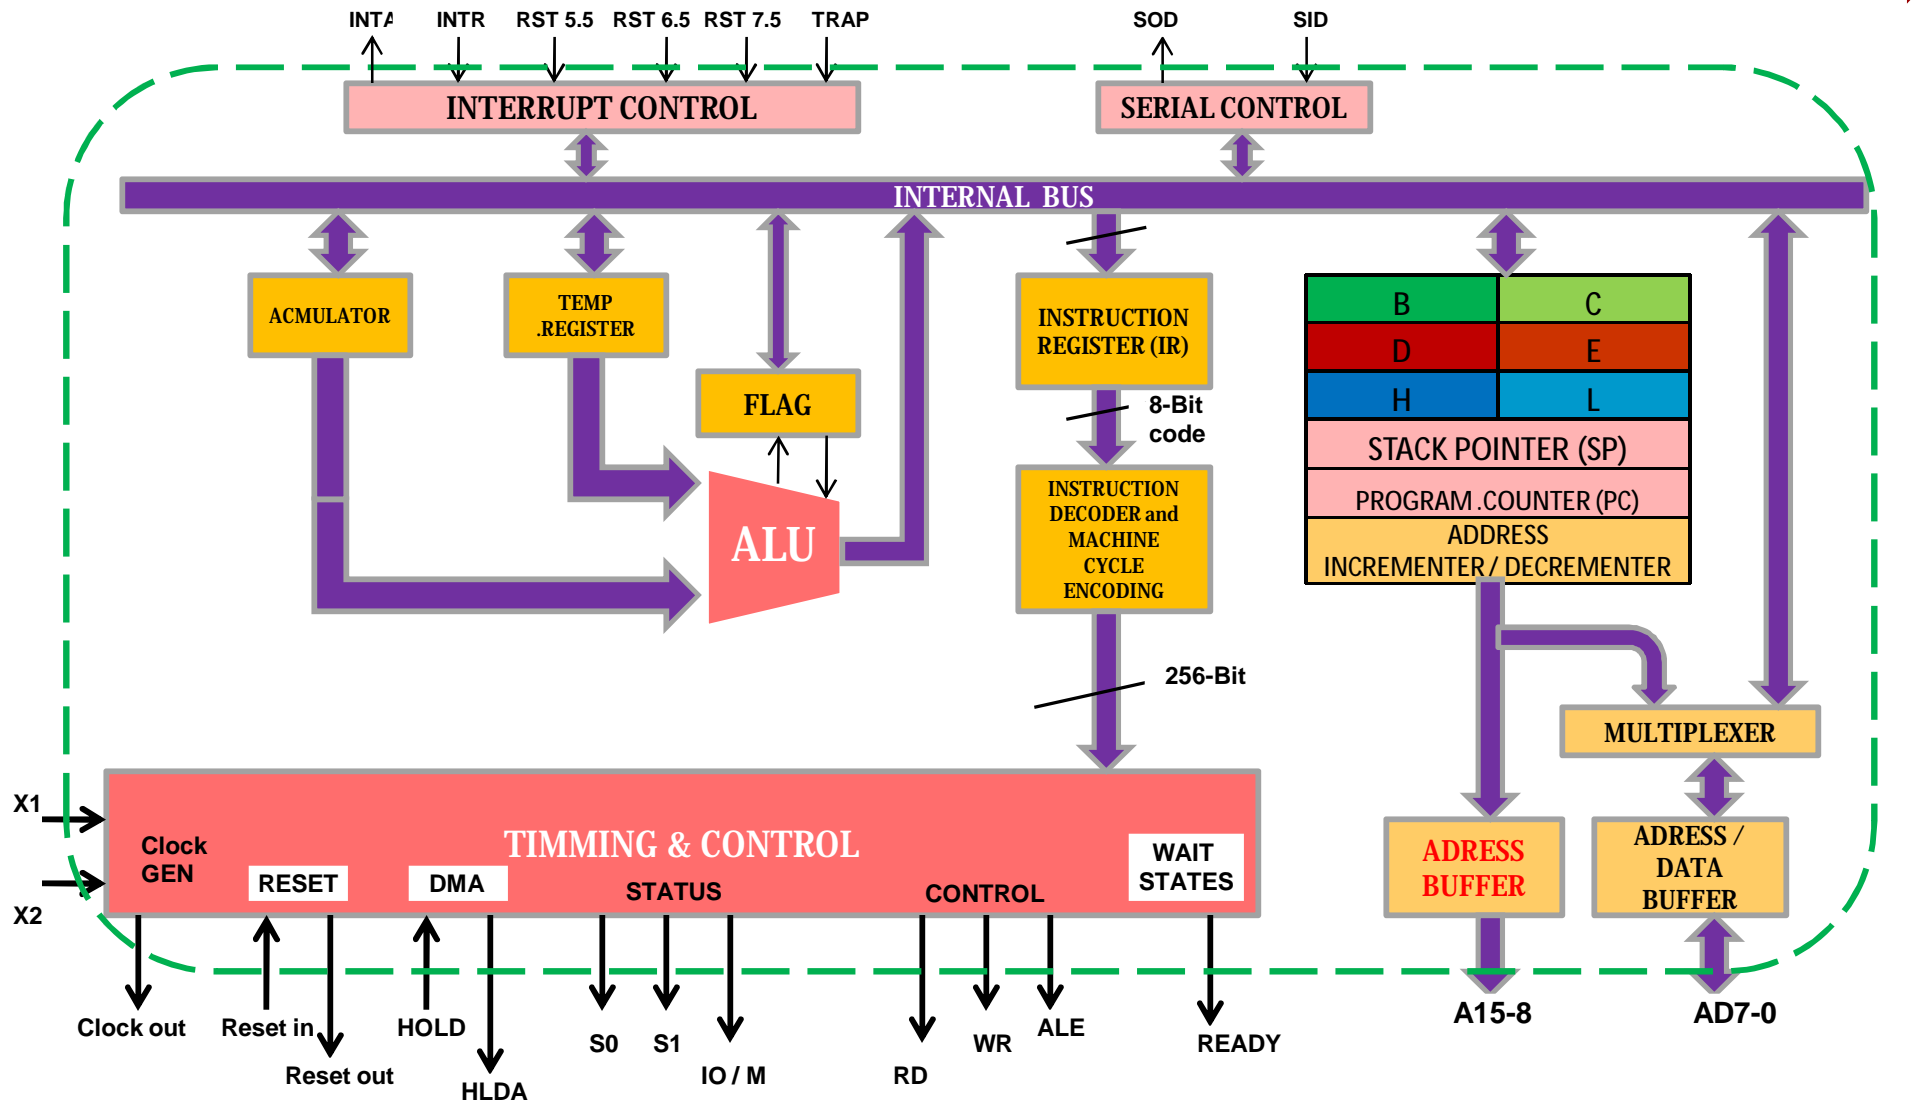 INTA INTR RST 5.5 RST 6.5 RST 7.5 TRAP SOD SID
INTERRUPT CONTROL
SERIAL CONTROL
INTERNAL BUS
ACMULATOR
TEMP
.REGISTER
FLAG
ALU
INSTRUCTION
REGISTER (IR)
8-Bit
code
INSTRUCTION
DECODER and
MACHINE
CYCLE
ENCODING
256-Bit
B C
D E
H L
STACK POINTER (SP)
PROGRAM .COUNTER (PC)
ADDRESS
INCREMENTER / DECREMENTER
MULTIPLEXER
ADRESS
BUFFER
ADRESS /
DATA
BUFFER
A15-8
AD7-0
X1
X2
TIMMING & CONTROL
Clock
GEN
RESET
DMA
STATUS
CONTROL
WAIT
STATES
Clock out
Reset in
Reset out
HOLD
HLDA
S0
S1
IO / M
RD
WR
ALE
READY